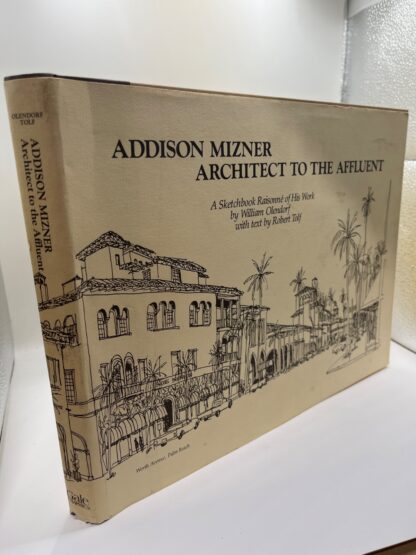 OLENDORF
TOLF
ADDISON MIZNER
Architect to the Affluent
Gale
ADDISON MIZNER
ARCHITECT TO THE AFFLUENT
A Sketchbook Raisonné of His Work
by William Olendorf
with text by Robert Tolf
Worth Avenue, Palm Beach